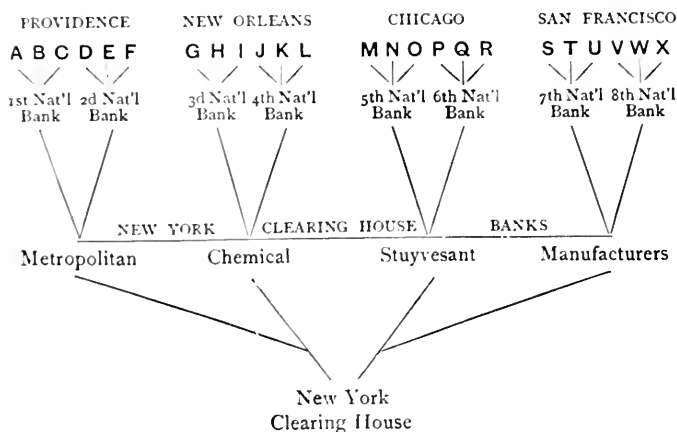 PROVIDENCE NEW ORLEANS CHICAGO SAN FRANCISCO
A B C D E F G H I J K L M N O P Q R S T U V W X
1st Nat'l 2d Nat'l 3d Nat'l 4th Nat'l 5th Nat'l 6th Nat'l 7th Nat'l 8th Nat'l
Bank Bank Bank Bank Bank Bank Bank Bank
NEW YORK CLEARING HOUSE BANKS
Metropolitan Chemical Stuyvesant Manufacturers
New York
Clearing House